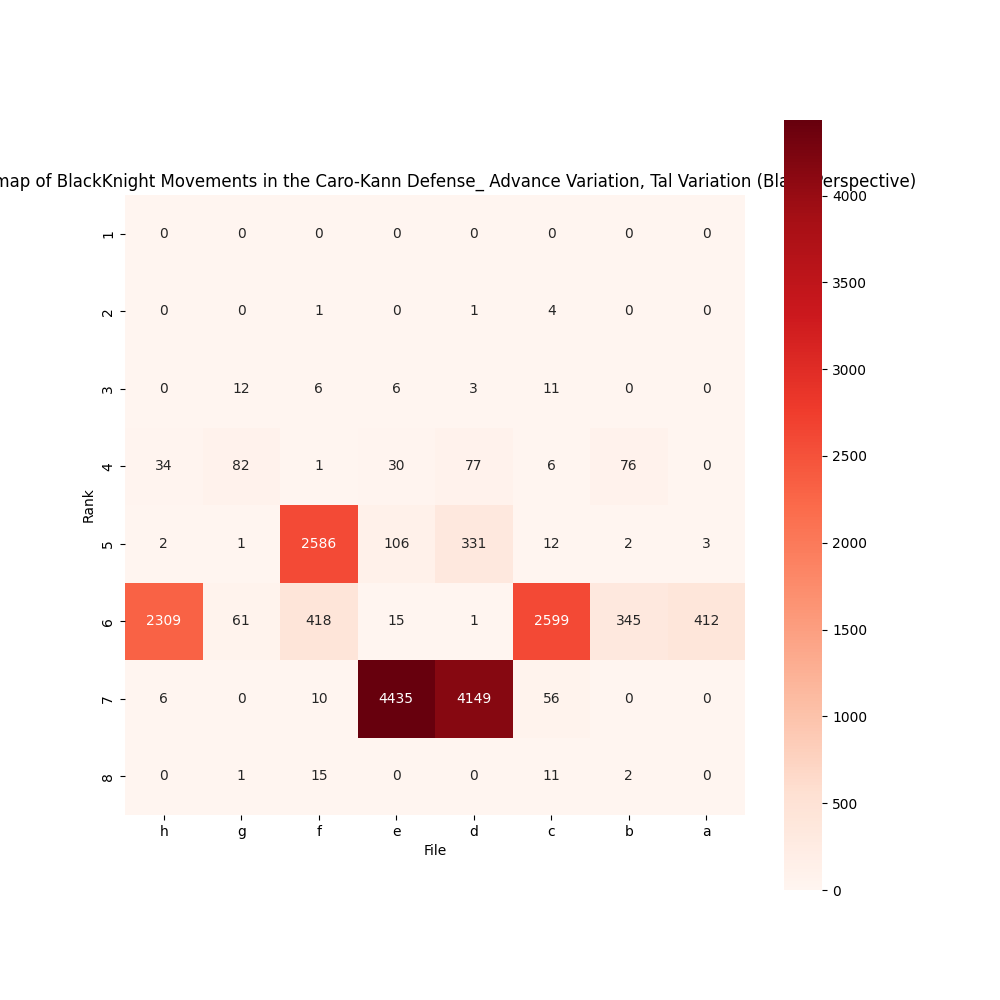 map of BlackKnight Movements in the Caro-Kann Defense_ Advance Variation, Tal Variation (Bla erspective)
1 0 0 0 0 0 0 0 0
2 0 0 1 0 1 4 0 0
3 0 12 6 6 3 11 0 0
4 34 82 1 30 77 6 76 0
5 2 1 2586 106 331 12 2 3
6 2309 61 418 15 1 2599 345 412
7 6 0 10 4435 4149 56 0 0
8 0 1 15 0 0 11 2 0
h g f e d c b a
File
Rank
4000
3500
3000
2500
2000
1500
1000
500
0